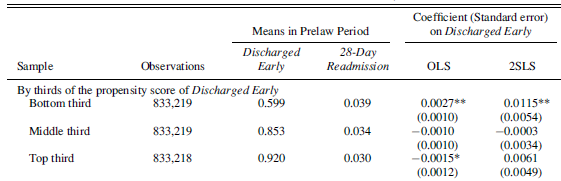 Coefficient (Standard error)
Means in Prelaw Period on Discharged Early
Discharged 28-Day
Sample Observations Early Readmission OLS 2SLS
By thirds of the propensity score of Discharged Early
Bottom third 833,219 0.599 0.039 0.0027** 0.0115**
(0.0010) (0.0054)
Middle third 833,219 0.853 0.034 −0.0010 −0.0003
(0.0010) (0.0034)
Top third 833,218 0.920 0.030 −0.0015* 0.0061
(0.0012) (0.0049)